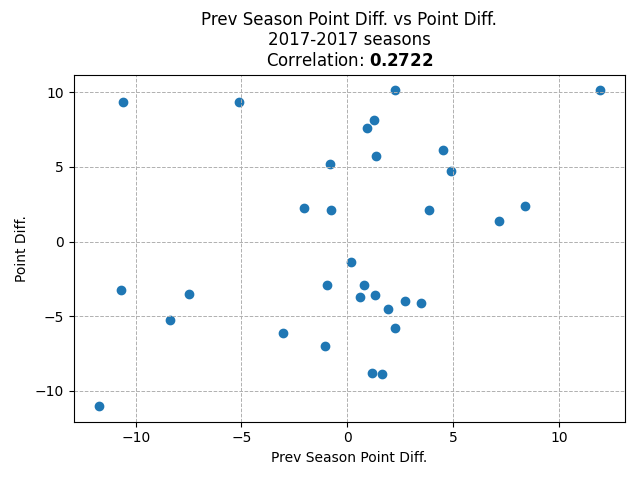 Prev Season Point Diff. vs Point Diff.
2017-2017 seasons
Correlation: 0.2722
10
5
0
−5
−10
Point Diff.
−10
−5
0
5
10
Prev Season Point Diff.